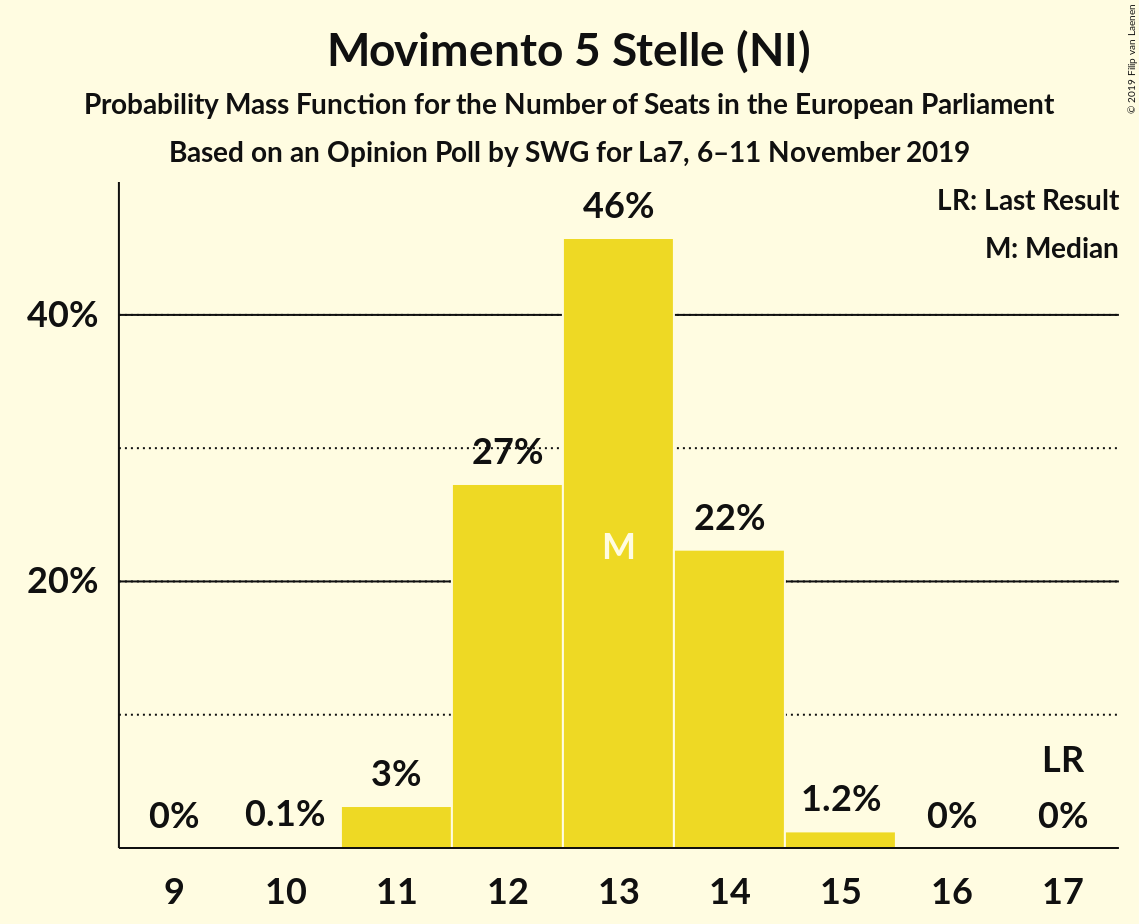 Movimento 5 Stelle (NI)
Probability Mass Function for the Number of Seats in the European Parliament
Based on an Opinion Poll by SWG for La7, 6–11 November 2019
© 2019 Filip van Laenen
LR: Last Result
M: Median
46%
40%
27%
22%
M
20%
LR
3%
1.2%
0%
0.1%
0%
0%
9 10 11 12 13 14 15 16 17